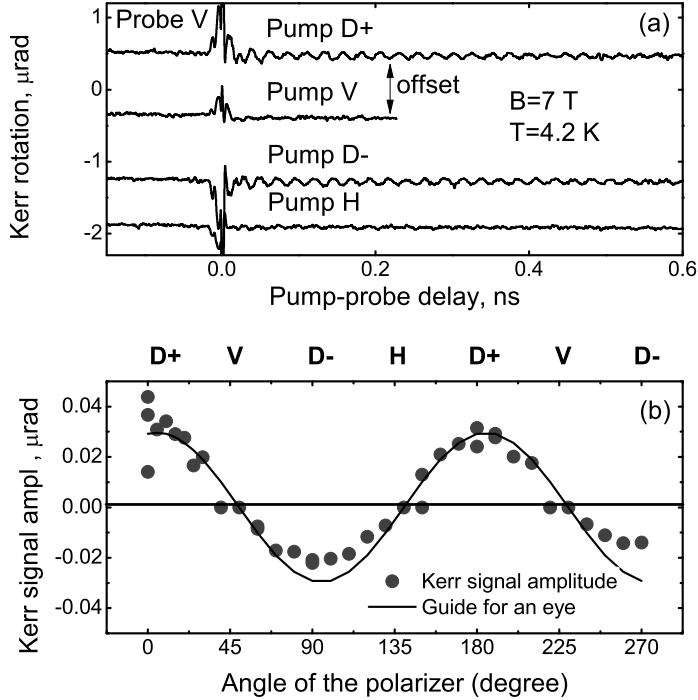 Probe V
Pump D+
(a)
Pump V
offset
B=7 T
T=4.2 K
Pump D-
Pump H
1
0
-1
-2
Kerr rotation, μrad
0.0 0.2 0.4 0.6
Pump-probe delay, ns
D+ V D- H D+ V D-
(b)
0.04
0.02
0.00
-0.02
-0.04
Kerr signal ampl , μrad
Kerr signal amplitude
Guide for an eye
0 45 90 135 180 225 270
Angle of the polarizer (degree)